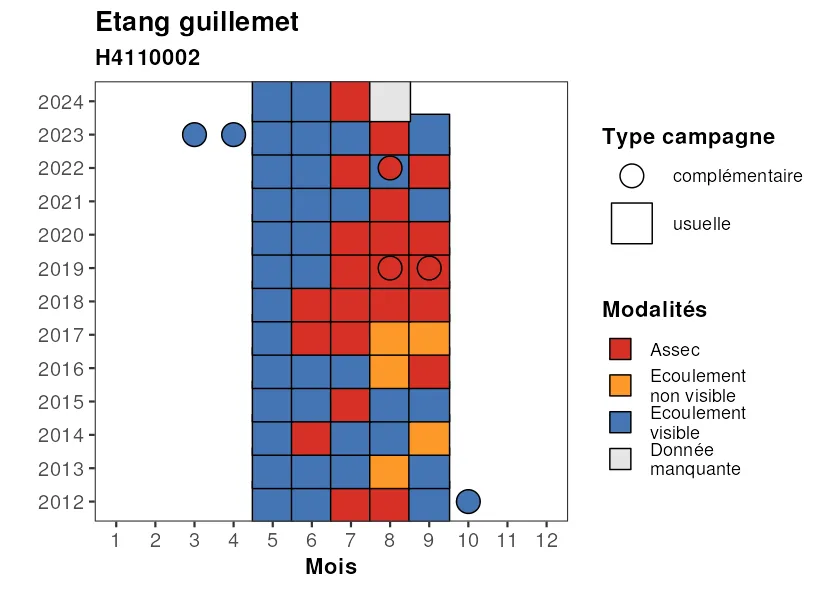 Etang guillemet
H4110002
2024
2023
2022
2021
2020
2019
2018
2017
2016
2015
2014
2013
2012
1 2 3 4 5 6 7 8 9 10 11 12
Mois
Type campagne
complémentaire
usuelle
Modalités
Assec
Ecoulement
non visible
Ecoulement
visible
Donnée
manquante